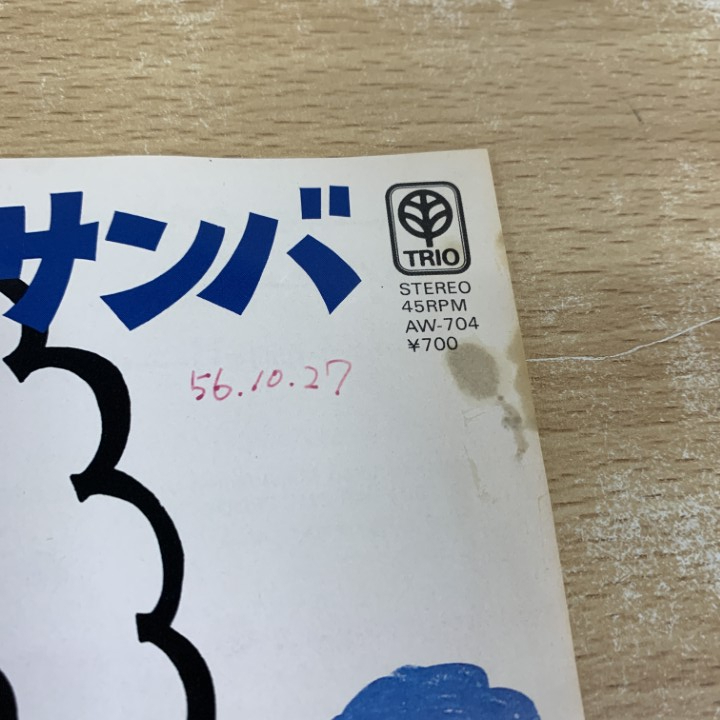 サンバ
TRIO
STEREO
45RPM
AW-704
¥700
56.10.27